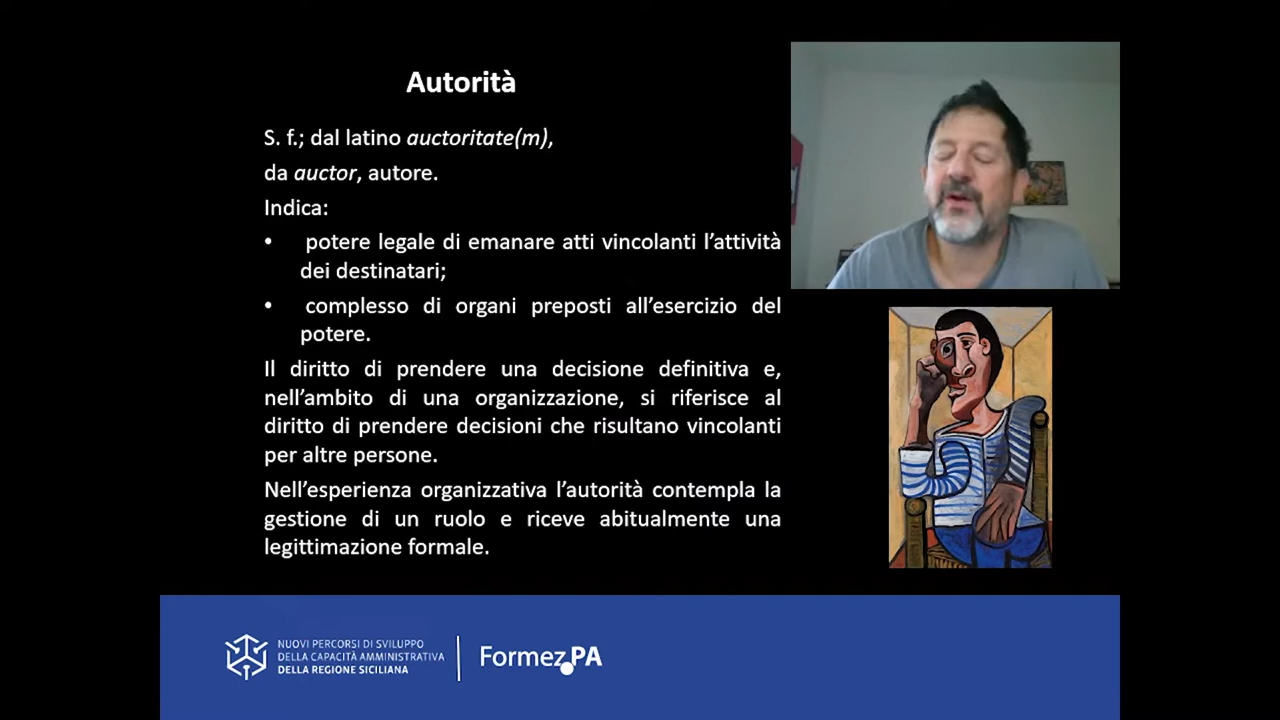 Autorità
S. f.; dal latino auctoritate(m),
da auctor, autore.
Indica:
• potere legale di emanare atti vincolanti l’attività
dei destinatari;
• complesso di organi preposti all’esercizio del
potere.
Il diritto di prendere una decisione definitiva e,
nell’ambito di una organizzazione, si riferisce al
diritto di prendere decisioni che risultano vincolanti
per altre persone.
Nell’esperienza organizzativa l’autorità contempla la
gestione di un ruolo e riceve abitualmente una
legittimazione formale.
NUOVI PERCORSI DI SVILUPPO
DELLA CAPACITÀ AMMINISTRATIVA
DELLA REGIONE SICILIANA
Formez PA